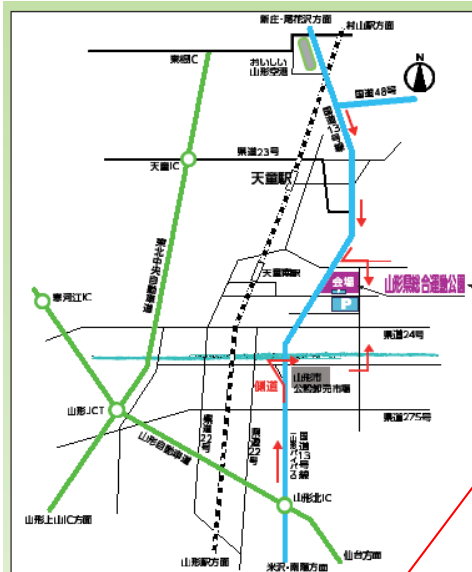 新庄・尾花沢方面
村山駅方面
東根IC
おいしい
山形空港
N
国道48号
国道13号線
天童IC
県道23号
天童駅
東北中央自動車道
天童南駅
会場
山形県総合運動公園
P
寒河江IC
県道24号
側道
山形市
公設卸売市場
山形JCT
県道22号
県道22号
国道13号線
山形バイパス
県道275号
山形自動車道
山形北IC
山形上山IC方面
山形駅方面
米沢・南陽方面
仙台方面